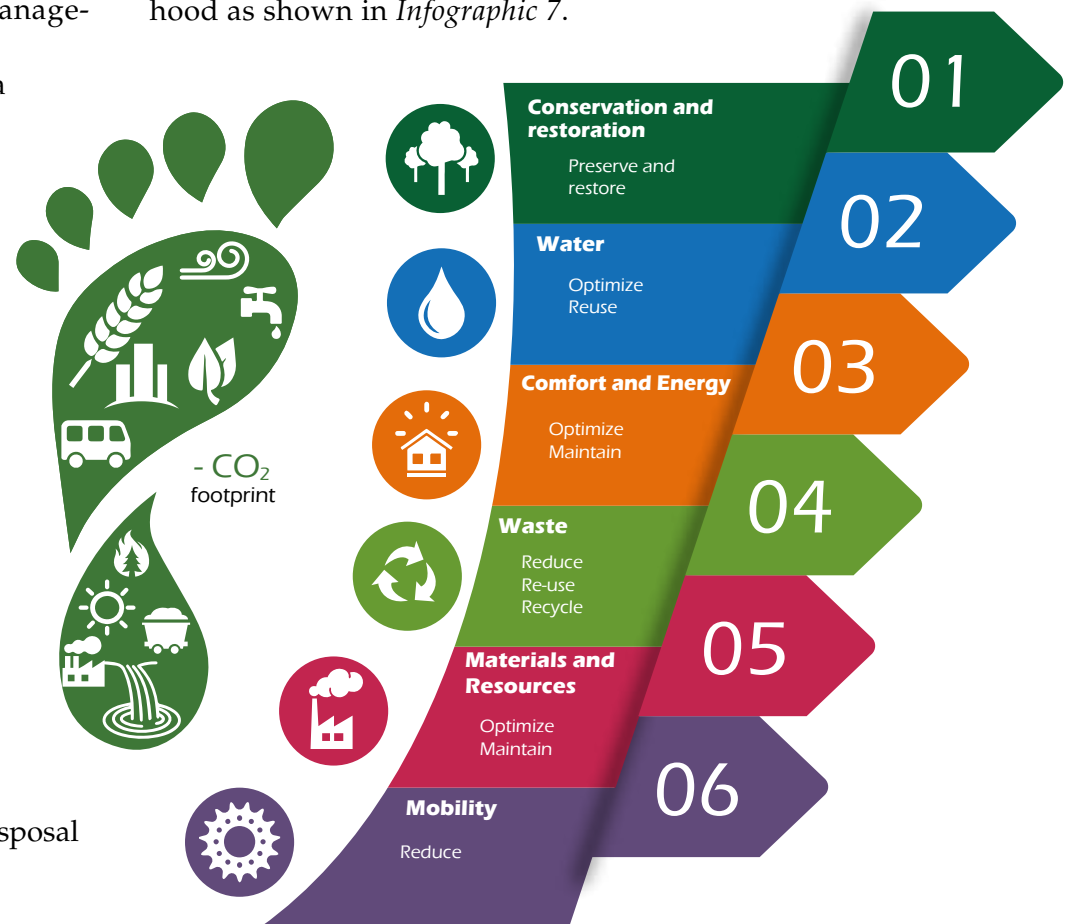 anage-
hood as shown in Infographic 7.
a
01
Conservation and
restoration
Preserve and
restore
02
Water
Optimize
Reuse
03
Comfort and Energy
Optimize
Maintain
- CO₂
footprint
04
Waste
Reduce
Re-use
Recycle
05
Materials and
Resources
Optimize
Maintain
06
Mobility
Reduce
sposal